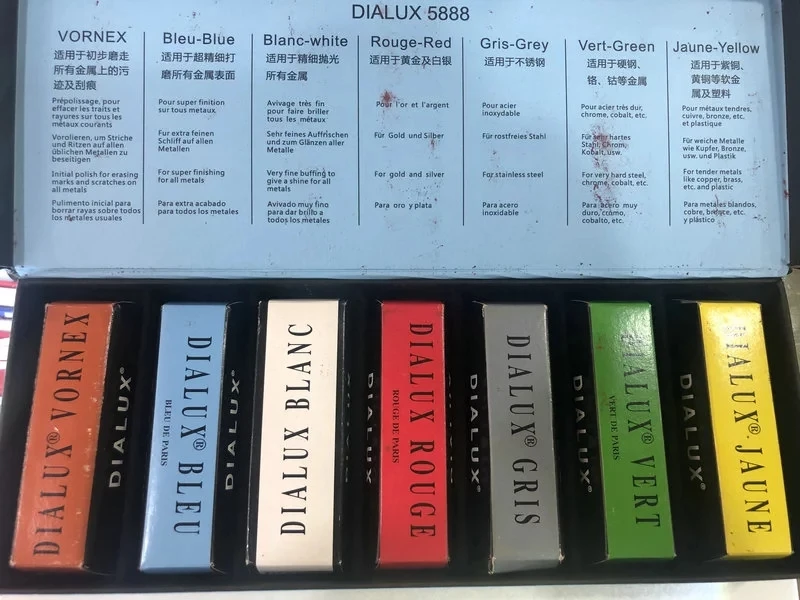 DIALUX 5888
VORNEX
适用于初步磨走
所有金属上的污
迹及刮痕
Prépolissage, pour
effacer les traits et
rayures sur tous les
métaux courants
Vorolieren, um Striche
und Ritzen auf allen
üblichen Metallen zu
beseitigen
Initial polish for erasing
marks and scratches on
all metals
Pulimento inicial para
borrar rayas sobre todos
los metales usuales
Bleu-Blue
适用于超精细打
磨所有金属表面
Pour super finition
sur tous metaux
Fur extra feinen
Schliff auf allen
Metallen
For super finishing
for all metals
Para extra acabado
para todos los metales
Blanc-white
适用于精细抛光
所有金属
Avivage très fin
pour faire briller
tous les métaux
Sehr feines Auffrischen
und zum Glänzen aller
Metalle
Very fine buffing to
give a shine for all
metals
Avivado muy fino
para dar brillo a
todos los metales
Rouge-Red
适用于黄金及白银
Pour l'or et l'argent
Für Gold und Silber
For gold and silver
Para oro y plata
Gris-Grey
适用于不锈钢
Pour acier
inoxydable
Für rostfreies Stahl
For stainless steel
Para acero
inoxidable
Vert-Green
适用于硬钢、
铬、钴等金属
Pour acier très dur,
chrome, cobalt, etc.
Für sehr hartes
Stahl, Chrom,
Kobalt, usw.
For very hard steel,
chrome, cobalt, etc.
Para acero muy
duro, cromo,
cobalto, etc.
Jaune-Yellow
适用于紫铜、
黄铜等软金
属及塑料
Pour métaux tendres,
cuivre, bronze, etc.
et plastique
Für weiche Metalle
wie Kupfer, Bronze,
usw. und Plastik
For tender metals
like copper, brass,
etc. and plastic
Para metales blandos,
cobre, bronce, etc.
y plástico
DIALUX® VORNEX
DIALUX®
DIALUX® BLEU
BLEU DE PARIS
DIALUX®
DIALUX BLANC
DIALUX
DIALUX ROUGE
ROUGE DE PARIS
DIALUX®
DIALUX® GRIS
DIALUX®
DIALUX® VERT
VERT DE PARIS
DIALUX®
DIALUX® JAUNE